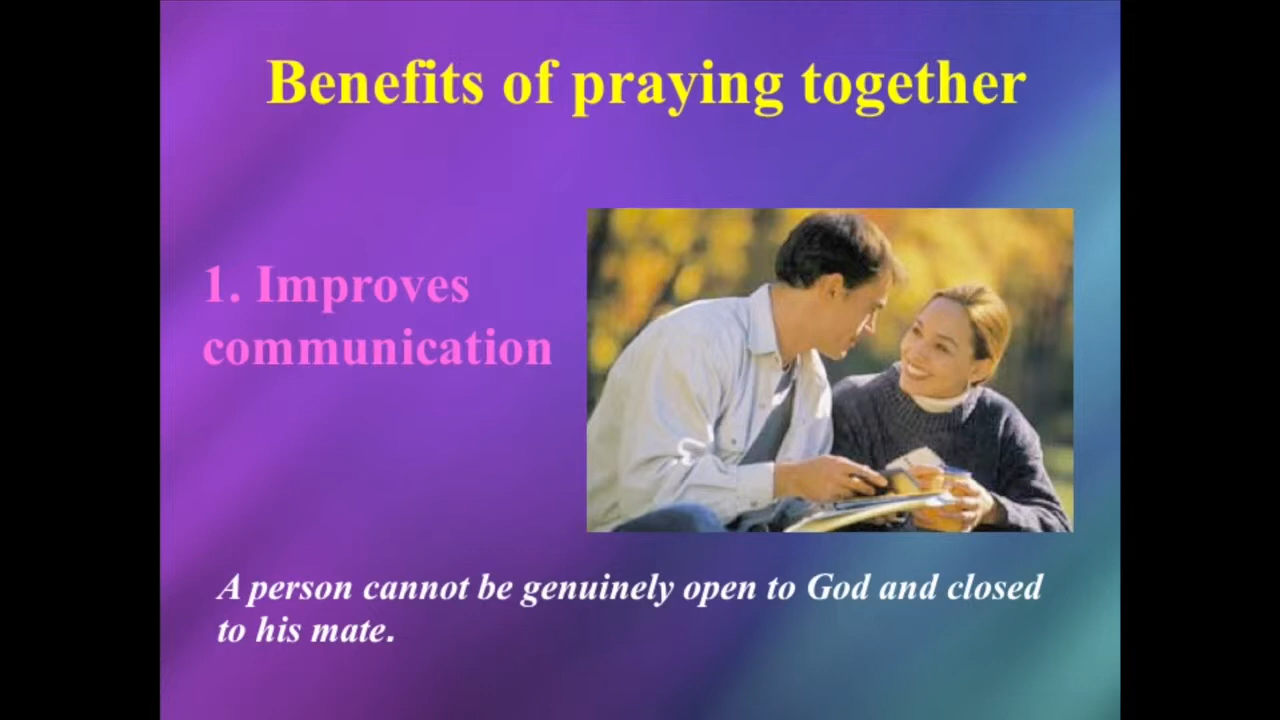 Benefits of praying together
1. Improves
communication
A person cannot be genuinely open to God and closed
to his mate.